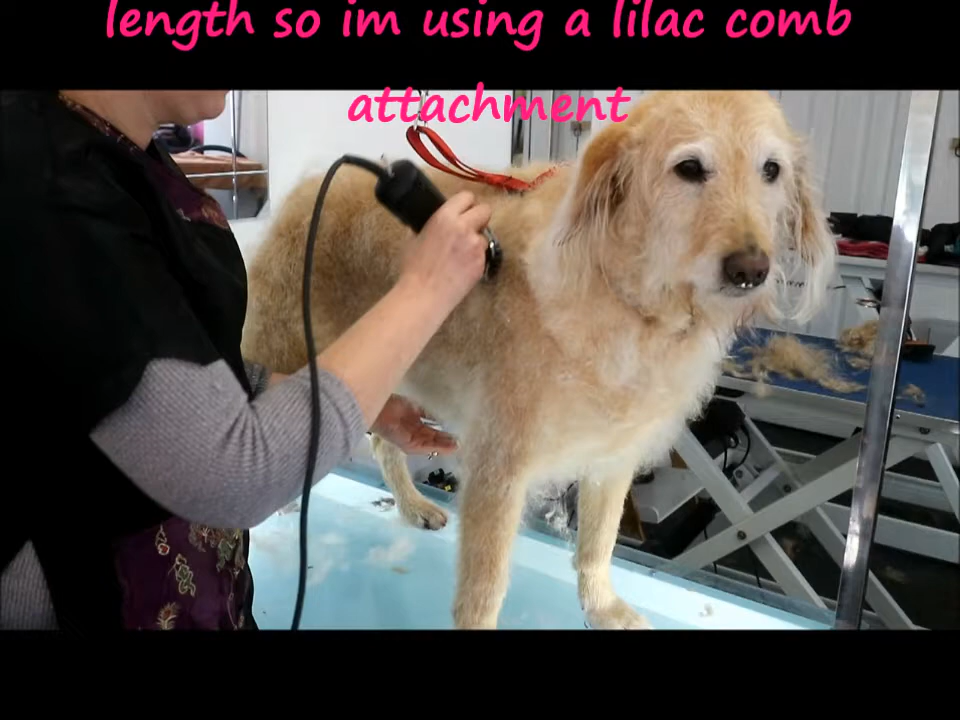 length so im using a lilac comb
attachment